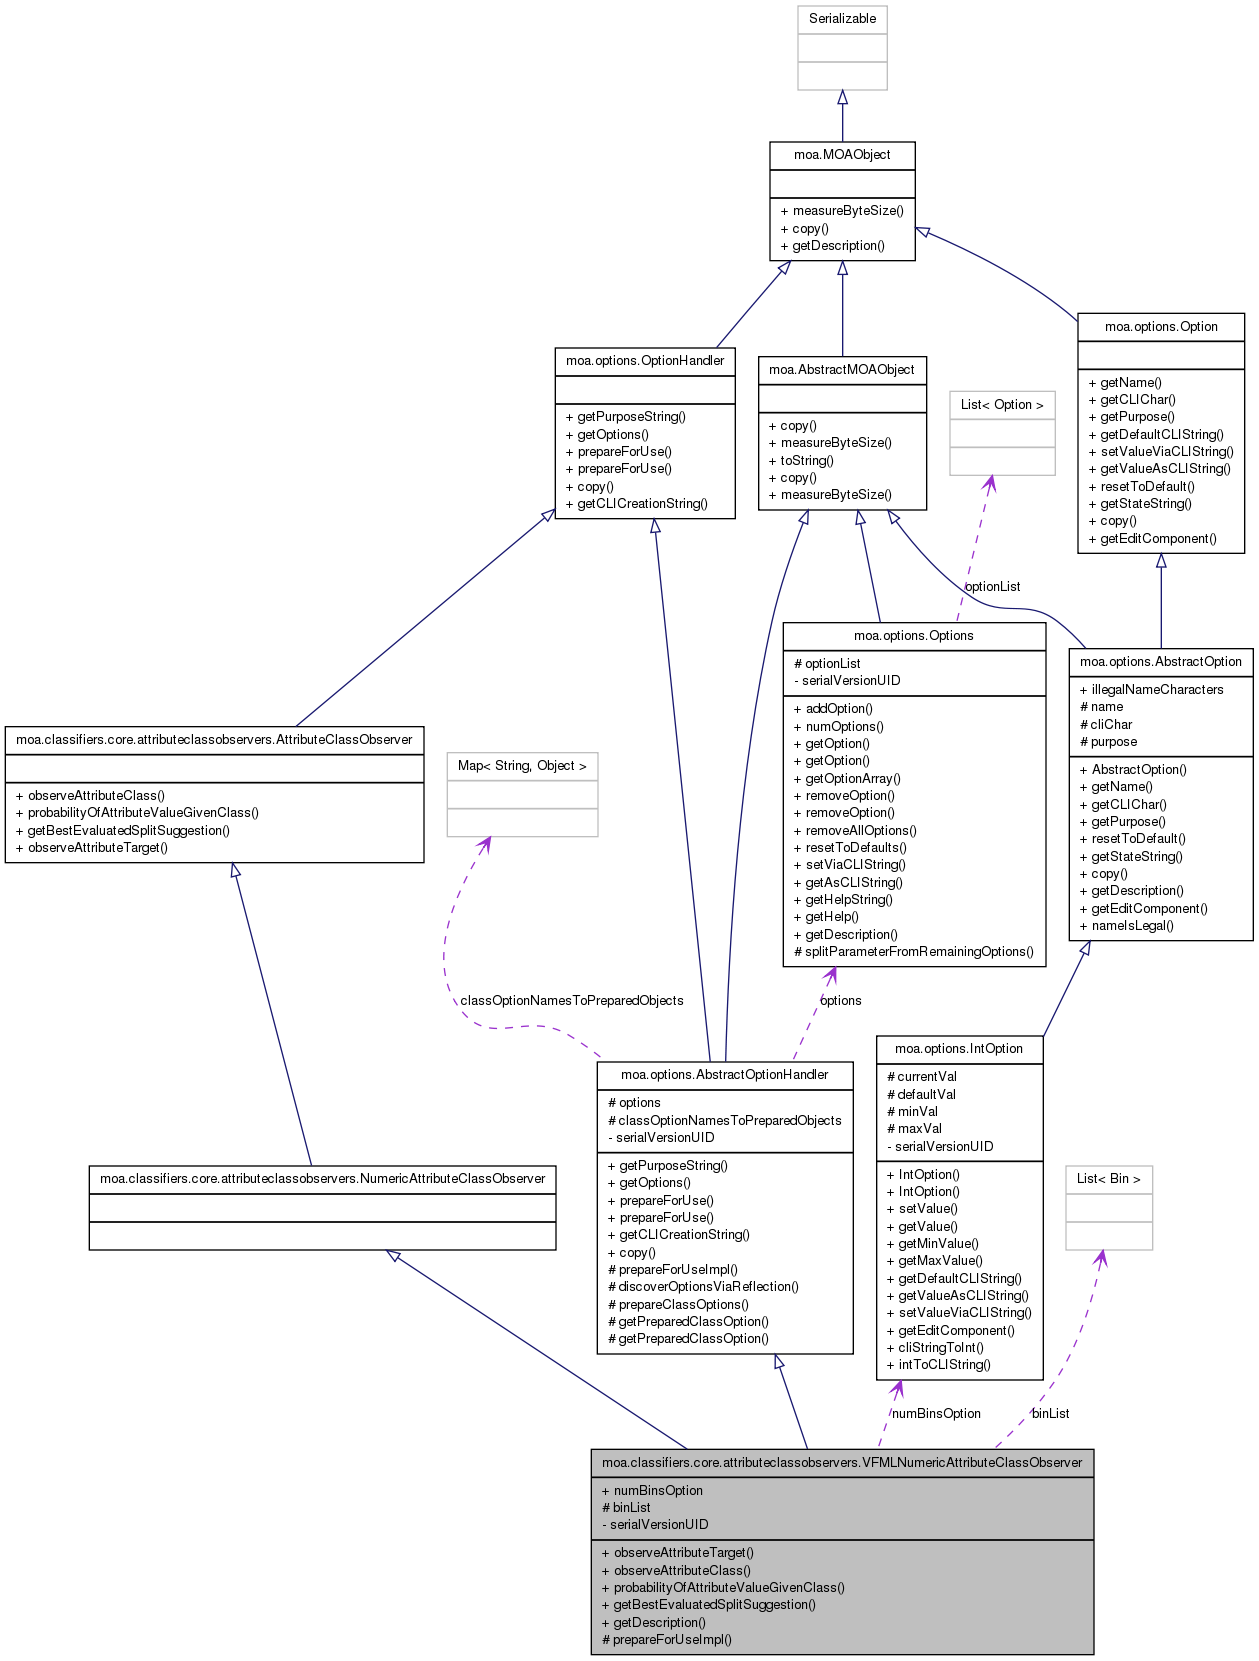 Serializable
moa.MOAObject
+ measureByteSize()
+ copy()
+ getDescription()
moa.options.OptionHandler
+ getPurposeString()
+ getOptions()
+ prepareForUse()
+ prepareForUse()
+ copy()
+ getCLICreationString()
moa.AbstractMOAObject
+ copy()
+ measureByteSize()
+ toString()
+ copy()
+ measureByteSize()
List< Option >
moa.options.Option
+ getName()
+ getCLIChar()
+ getPurpose()
+ getDefaultCLIString()
+ setValueViaCLIString()
+ getValueAsCLIString()
+ resetToDefault()
+ getStateString()
+ copy()
+ getEditComponent()
optionList
moa.options.Options
# optionList
- serialVersionUID
+ addOption()
+ numOptions()
+ getOption()
+ getOption()
+ getOptionArray()
+ removeOption()
+ removeOption()
+ removeAllOptions()
+ resetToDefaults()
+ setViaCLIString()
+ getAsCLIString()
+ getHelpString()
+ getHelp()
+ getDescription()
# splitParameterFromRemainingOptions()
moa.options.AbstractOption
+ illegalNameCharacters
# name
# cliChar
# purpose
+ AbstractOption()
+ getName()
+ getCLIChar()
+ getPurpose()
+ resetToDefault()
+ getStateString()
+ copy()
+ getDescription()
+ getEditComponent()
+ nameIsLegal()
moa.classifiers.core.attributeclassobservers.AttributeClassObserver
+ observeAttributeClass()
+ probabilityOfAttributeValueGivenClass()
+ getBestEvaluatedSplitSuggestion()
+ observeAttributeTarget()
Map< String, Object >
classOptionNamesToPreparedObjects
options
moa.options.AbstractOptionHandler
# options
# classOptionNamesToPreparedObjects
- serialVersionUID
+ getPurposeString()
+ getOptions()
+ prepareForUse()
+ prepareForUse()
+ getCLICreationString()
+ copy()
# prepareForUseImpl()
# discoverOptionsViaReflection()
# prepareClassOptions()
# getPreparedClassOption()
# getPreparedClassOption()
moa.options.IntOption
# currentVal
# defaultVal
# minVal
# maxVal
- serialVersionUID
+ IntOption()
+ IntOption()
+ setValue()
+ getValue()
+ getMinValue()
+ getMaxValue()
+ getDefaultCLIString()
+ getValueAsCLIString()
+ setValueViaCLIString()
+ getEditComponent()
+ cliStringToInt()
+ intToCLIString()
moa.classifiers.core.attributeclassobservers.NumericAttributeClassObserver
List< Bin >
numBinsOption
binList
moa.classifiers.core.attributeclassobservers.VFMLNumericAttributeClassObserver
+ numBinsOption
# binList
- serialVersionUID
+ observeAttributeTarget()
+ observeAttributeClass()
+ probabilityOfAttributeValueGivenClass()
+ getBestEvaluatedSplitSuggestion()
+ getDescription()
# prepareForUseImpl()